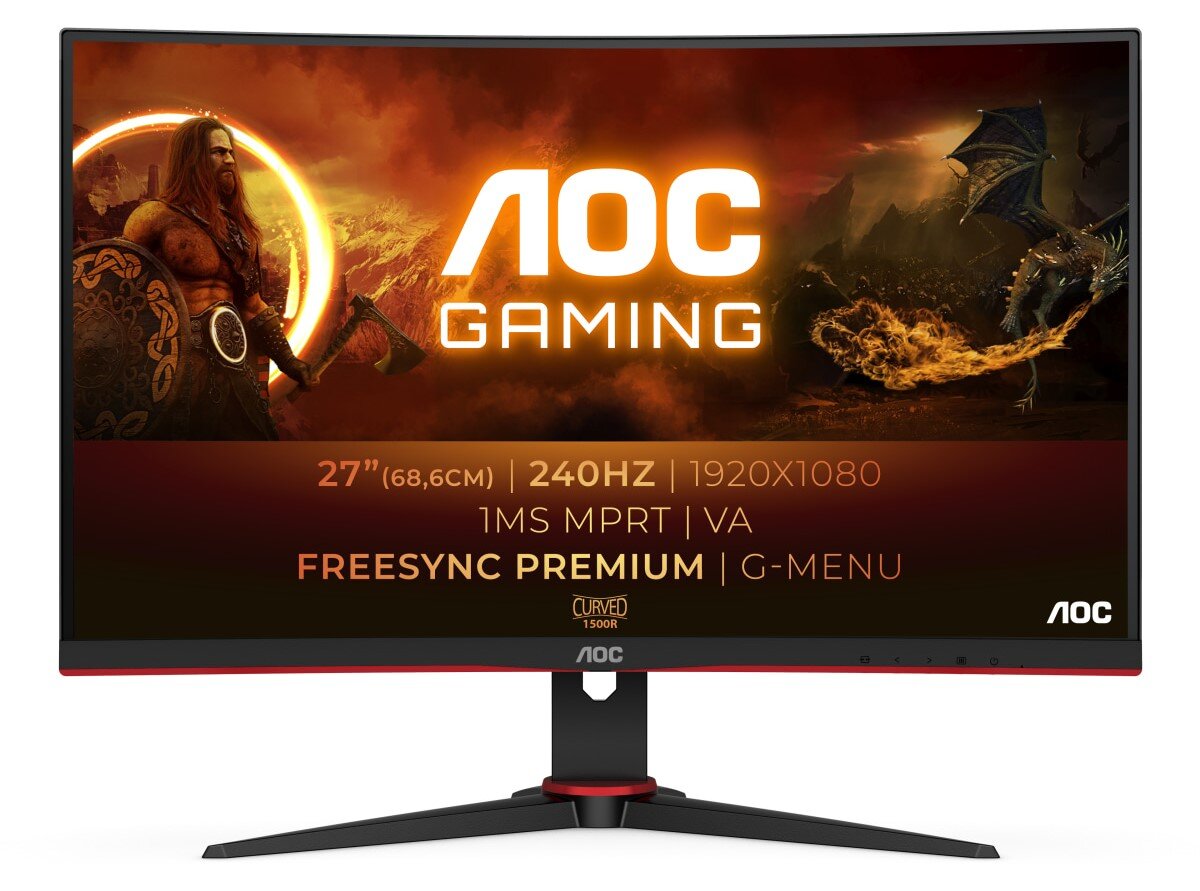 AOC
GAMING
27” (68,6CM) | 240HZ | 1920X1080
1MS MPRT | VA
FREESYNC PREMIUM | G-MENU
CURVED
1500R
AOC
AOC